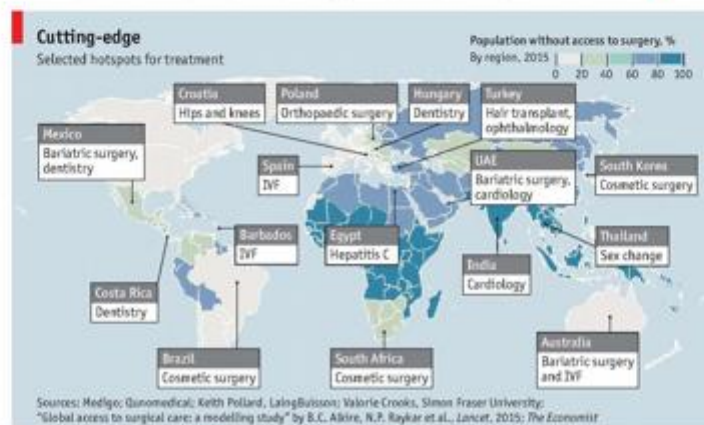 Cutting-edge
Selected hotspots for treatment
Population without access to surgery, %
By region, 2015
0 20 40 60 80 100
Croatia
Hips and knees
Poland
Orthopaedic surgery
Hungary
Dentistry
Turkey
Hair transplant,
ophthalmology
Mexico
Bariatric surgery,
dentistry
Spain
IVF
UAE
Bariatric surgery,
cardiology
South Korea
Cosmetic surgery
Barbados
IVF
Egypt
Hepatitis C
India
Cardiology
Thailand
Sex change
Costa Rica
Dentistry
Brazil
Cosmetic surgery
South Africa
Cosmetic surgery
Australia
Bariatric surgery
and IVF
Sources: Medigo; Qunomedical; Keith Pollard, LaingBuisson; Valorie Crooks, Simon Fraser University;
"Global access to surgical care: a modelling study" by B.C. Alkire, N.P. Raykar et al., Lancet, 2015; The Economist